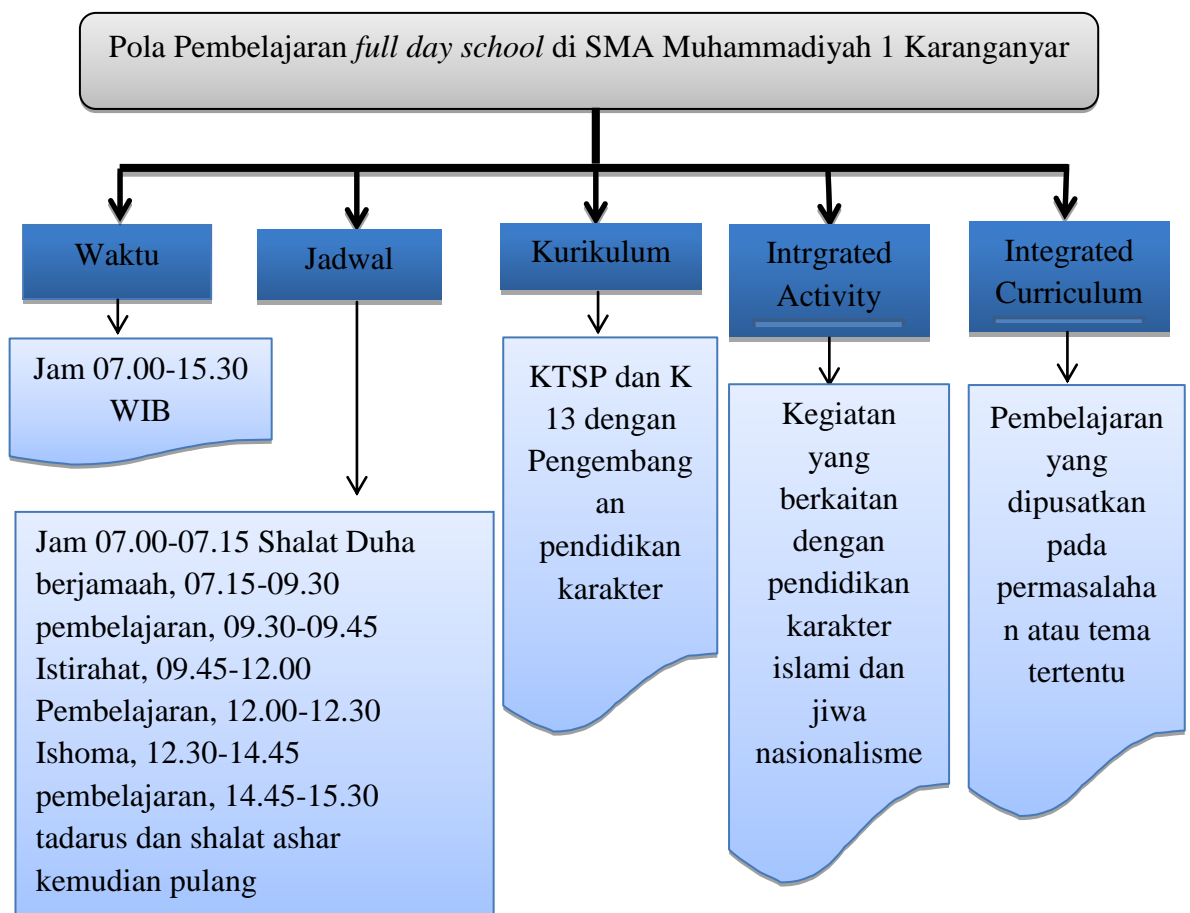 Pola Pembelajaran full day school di SMA Muhammadiyah 1 Karanganyar
Waktu
Jadwal
Kurikulum
Intrgrated
Activity
Integrated
Curriculum
Jam 07.00-15.30
WIB
Jam 07.00-07.15 Shalat Duha
berjamaah, 07.15-09.30
pembelajaran, 09.30-09.45
Istirahat, 09.45-12.00
Pembelajaran, 12.00-12.30
Ishoma, 12.30-14.45
pembelajaran, 14.45-15.30
tadarus dan shalat ashar
kemudian pulang
KTSP dan K
13 dengan
Pengembang
an
pendidikan
karakter
Kegiatan
yang
berkaitan
dengan
pendidikan
karakter
islami dan
jiwa
nasionalisme
Pembelajaran
yang
dipusatkan
pada
permasalaha
n atau tema
tertentu